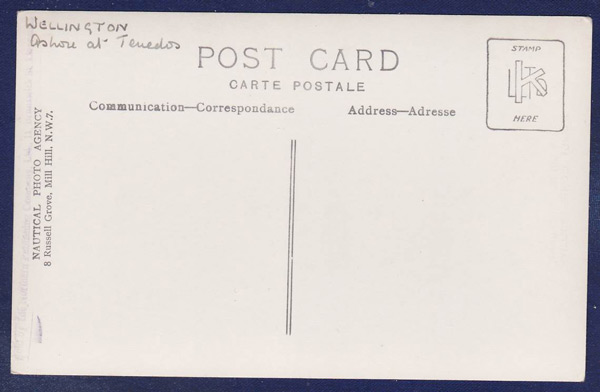 WELLINGTON
Ashore at Tenedos
POST CARD
CARTE POSTALE
Communication—Correspondance
Address—Adresse
STAMP
HERE
NAUTICAL PHOTO AGENCY
8 Russell Grove, Mill Hill, N.W.7.